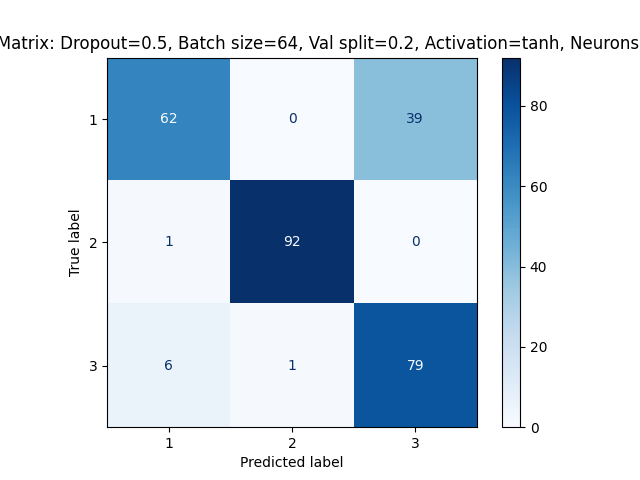 Matrix: Dropout=0.5, Batch size=64, Val split=0.2, Activation=tanh, Neurons
1 62 0 39
2 1 92 0
3 6 1 79
1 2 3
Predicted label
True label
80
60
40
20
0